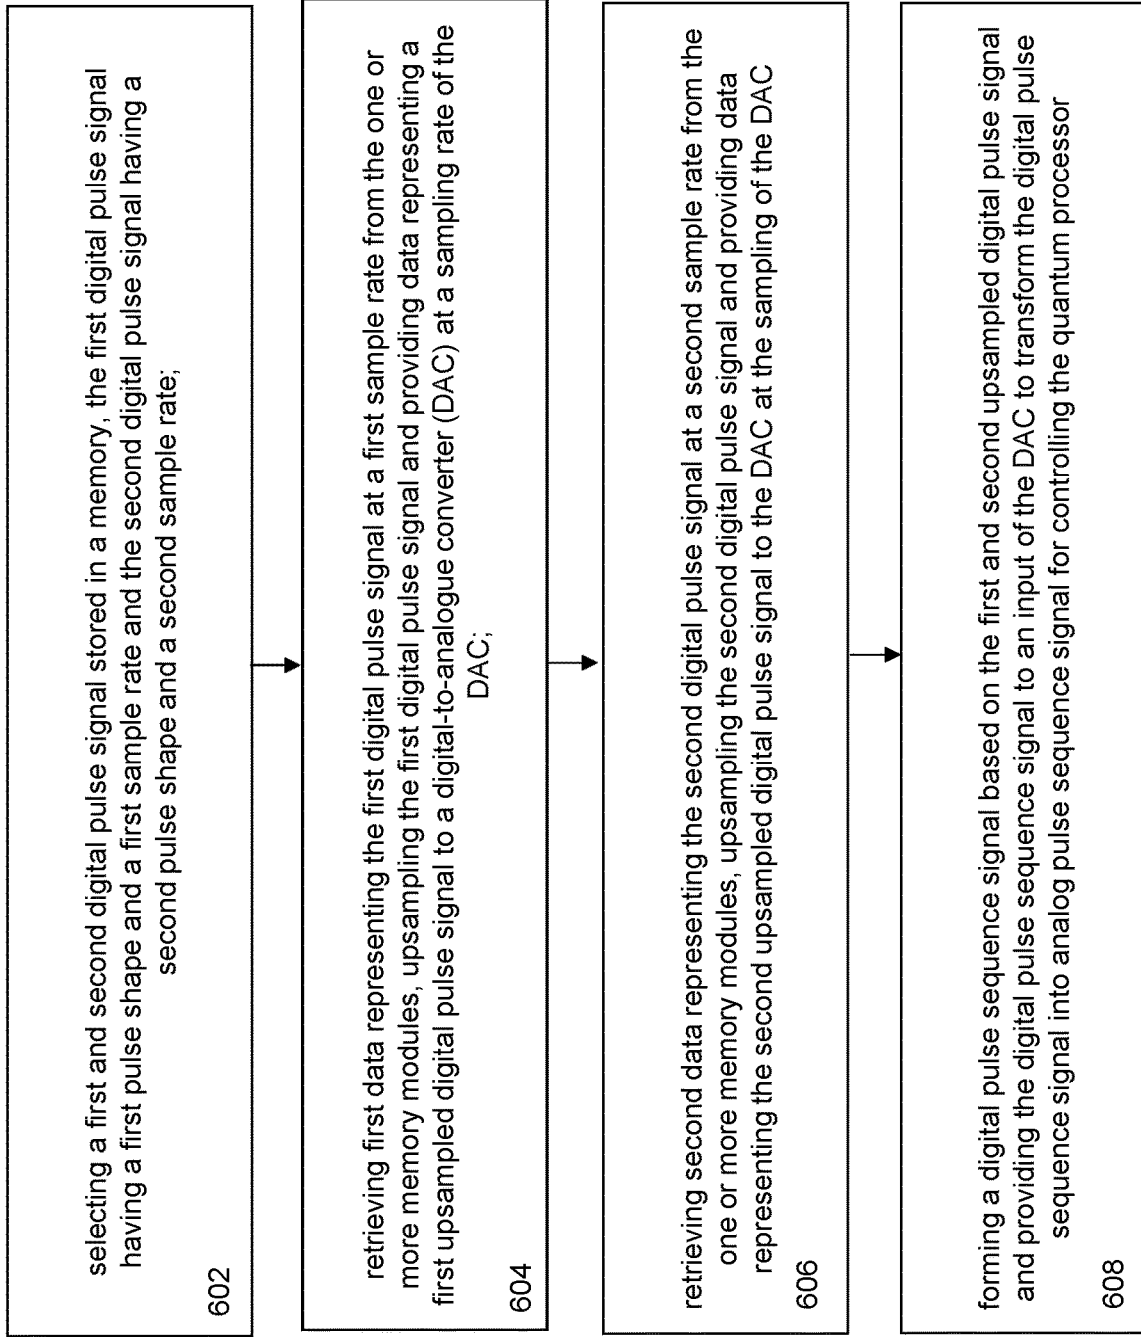 selecting a first and second digital pulse signal stored in a memory, the first digital pulse signal
having a first pulse shape and a first sample rate and the second digital pulse signal having a
second pulse shape and a second sample rate;
602
retrieving first data representing the first digital pulse signal at a first sample rate from the one or
more memory modules, upsampling the first digital pulse signal and providing data representing a
first upsampled digital pulse signal to a digital-to-analogue converter (DAC) at a sampling rate of the
DAC;
604
retrieving second data representing the second digital pulse signal at a second sample rate from the
one or more memory modules, upsampling the second digital pulse signal and providing data
representing the second upsampled digital pulse signal to the DAC at the sampling of the DAC
606
forming a digital pulse sequence signal based on the first and second upsampled digital pulse signal
and providing the digital pulse sequence signal to an input of the DAC to transform the digital pulse
sequence signal into analog pulse sequence signal for controlling the quantum processor
608